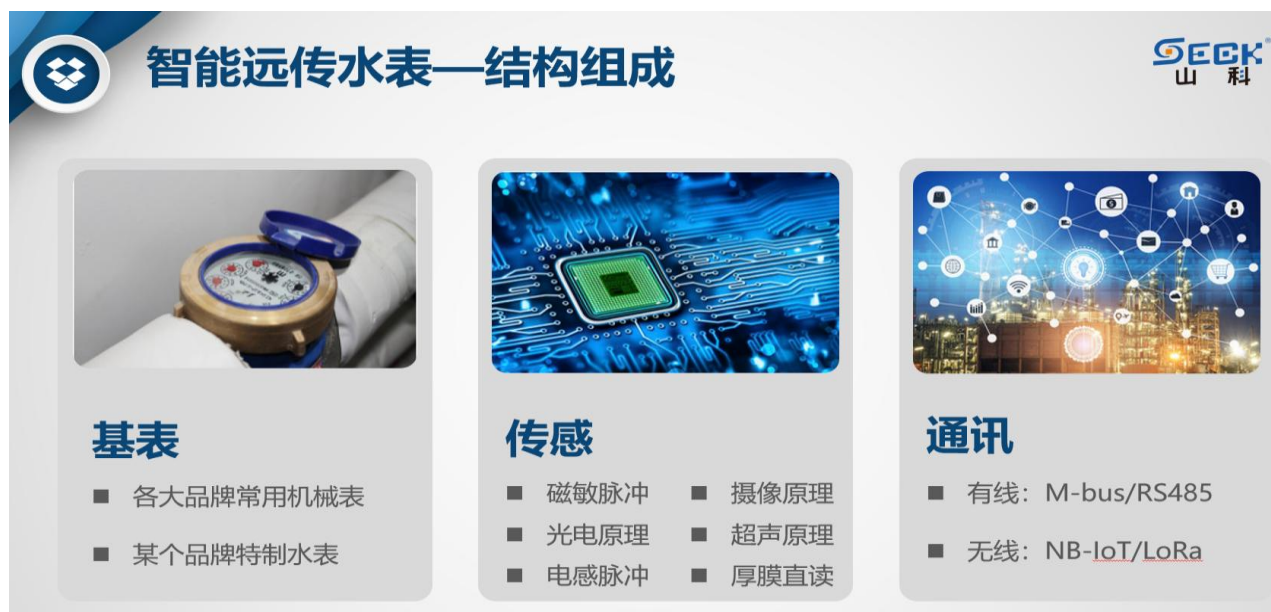 智能远传水表—结构组成
SECK
山 科
基表
■ 各大品牌常用机械表
■ 某个品牌特制水表
传感
■ 磁敏脉冲 ■ 摄像原理
■ 光电原理 ■ 超声原理
■ 电感脉冲 ■ 厚膜直读
通讯
■ 有线：M-bus/RS485
■ 无线：NB-IoT/LoRa